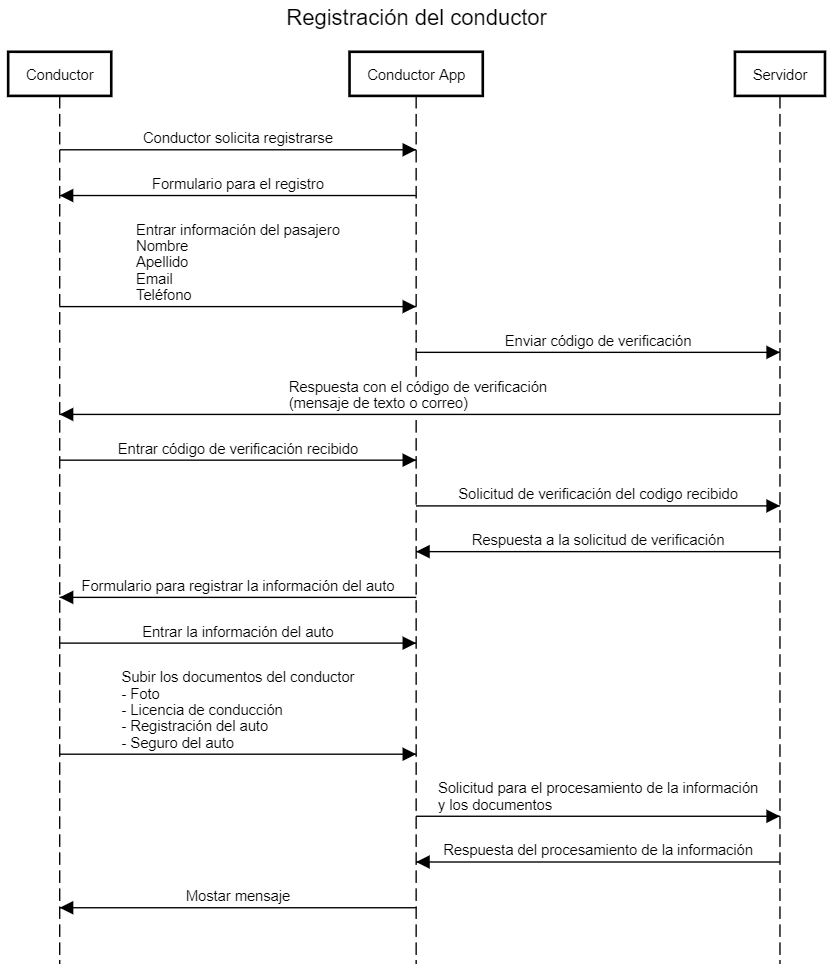 Registración del conductor
Conductor
Conductor App
Servidor
Conductor solicita registrarse
Formulario para el registro
Entrar información del pasajero
Nombre
Apellido
Email
Teléfono
Enviar código de verificación
Respuesta con el código de verificación
(mensaje de texto o correo)
Entrar código de verificación recibido
Solicitud de verificación del codigo recibido
Respuesta a la solicitud de verificación
Formulario para registrar la información del auto
Entrar la información del auto
Subir los documentos del conductor
- Foto
- Licencia de conducción
- Registración del auto
- Seguro del auto
Solicitud para el procesamiento de la información
y los documentos
Respuesta del procesamiento de la información
Mostar mensaje